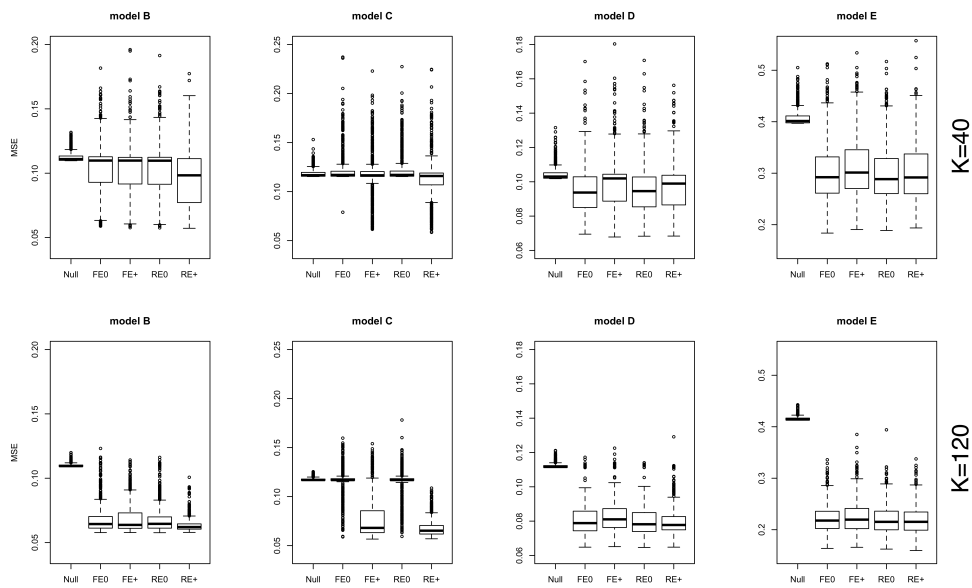 model B
model C
model D
model E
0.20
0.15
0.10
0.05
MSE
0.25
0.20
0.15
0.10
0.05
0.18
0.16
0.14
0.12
0.10
0.08
0.06
0.5
0.4
0.3
0.2
K=40
Null FE0 FE+ RE0 RE+
Null FE0 FE+ RE0 RE+
Null FE0 FE+ RE0 RE+
Null FE0 FE+ RE0 RE+
model B
model C
model D
model E
0.20
0.15
0.10
0.05
MSE
0.25
0.20
0.15
0.10
0.05
0.18
0.16
0.14
0.12
0.10
0.08
0.06
0.5
0.4
0.3
0.2
K=120
Null FE0 FE+ RE0 RE+
Null FE0 FE+ RE0 RE+
Null FE0 FE+ RE0 RE+
Null FE0 FE+ RE0 RE+